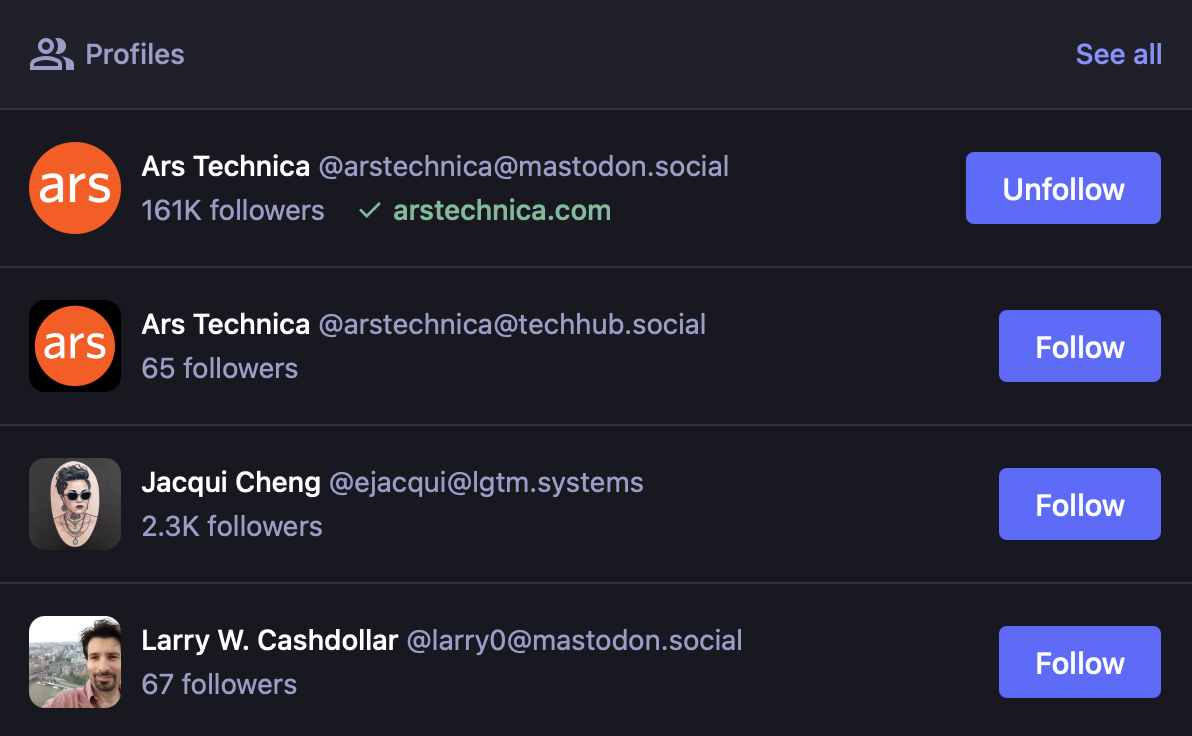 Profiles
See all
ars
Ars Technica @arstechnica@mastodon.social
161K followers ✓ arstechnica.com
Unfollow
ars
Ars Technica @arstechnica@techhub.social
65 followers
Follow
Jacqui Cheng @ejacqui@lgtm.systems
2.3K followers
Follow
Larry W. Cashdollar @larry0@mastodon.social
67 followers
Follow